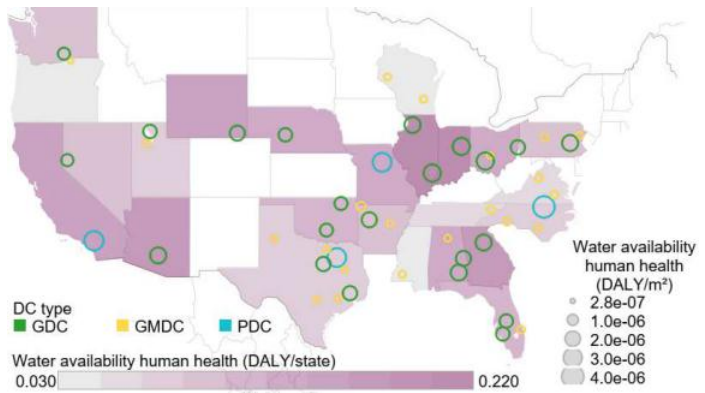 Water availability
human health
(DALY/m²)
2.8e-07
1.0e-06
2.0e-06
3.0e-06
4.0e-06
DC type
GDC GMDC PDC
Water availability human health (DALY/state)
0.030 0.220